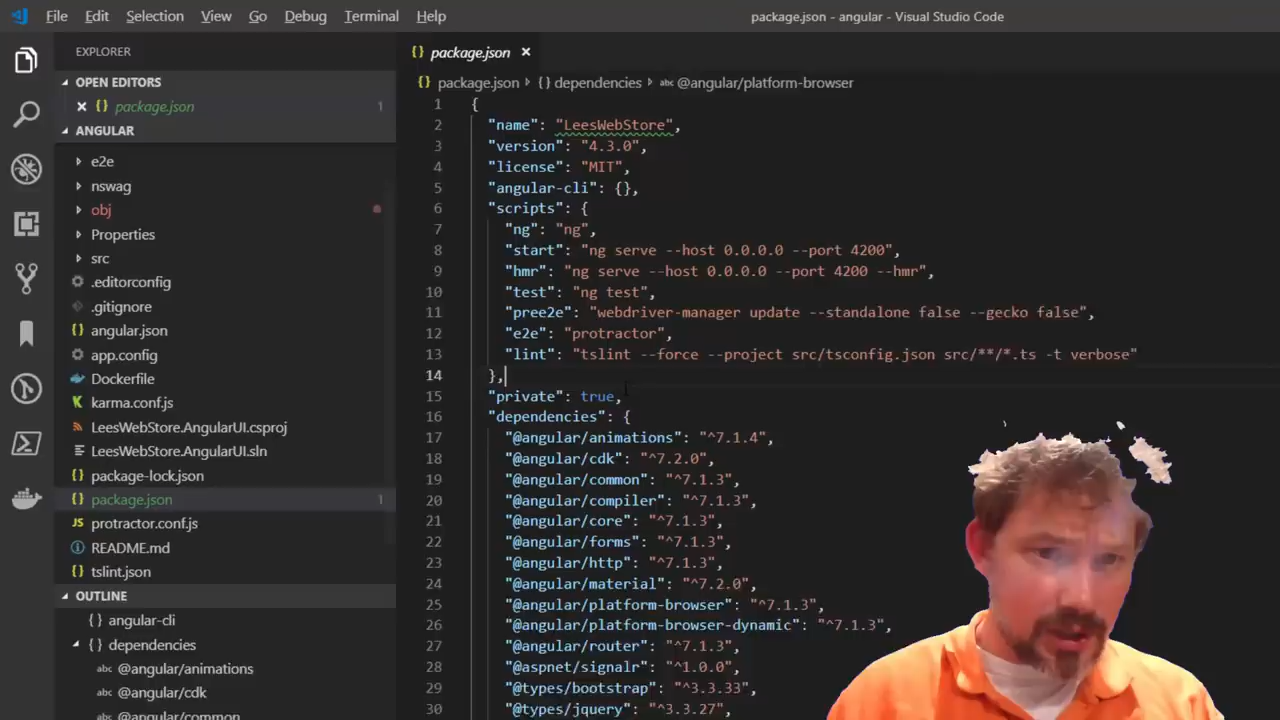 File Edit Selection View Go Debug Terminal Help
package.json - angular - Visual Studio Code
EXPLORER
OPEN EDITORS
{} package.json 1
ANGULAR
e2e
nswag
obj
Properties
src
.editorconfig
.gitignore
angular.json
app.config
Dockerfile
karma.conf.js
LeesWebStore.AngularUI.csproj
LeesWebStore.AngularUI.sln
{} package-lock.json
{} package.json 1
JS protractor.conf.js
README.md
{} tslint.json
OUTLINE
angular-cli
{} dependencies
abc @angular/animations
abc @angular/cdk
abc @angular/common
{} package.json
{} package.json › {} dependencies › abc @angular/platform-browser
1 {
2 "name": "LeesWebStore",
3 "version": "4.3.0",
4 "license": "MIT",
5 "angular-cli": {},
6 "scripts": {
7 "ng": "ng",
8 "start": "ng serve --host 0.0.0.0 --port 4200",
9 "hmr": "ng serve --host 0.0.0.0 --port 4200 --hmr",
10 "test": "ng test",
11 "pree2e": "webdriver-manager update --standalone false --gecko false",
12 "e2e": "protractor",
13 "lint": "tslint --force --project src/tsconfig.json src/**/*.ts -t verbose"
14 },
15 "private": true,
16 "dependencies": {
17 "@angular/animations": "^7.1.4",
18 "@angular/cdk": "^7.2.0",
19 "@angular/common": "^7.1.3",
20 "@angular/compiler": "^7.1.3",
21 "@angular/core": "^7.1.3",
22 "@angular/forms": "^7.1.3",
23 "@angular/http": "^7.1.3",
24 "@angular/material": "^7.2.0",
25 "@angular/platform-browser": "^7.1.3",
26 "@angular/platform-browser-dynamic": "^7.1.3",
27 "@angular/router": "^7.1.3",
28 "@aspnet/signalr": "^1.0.0",
29 "@types/bootstrap": "^3.3.33",
30 "@types/jquery": "^3.3.27",